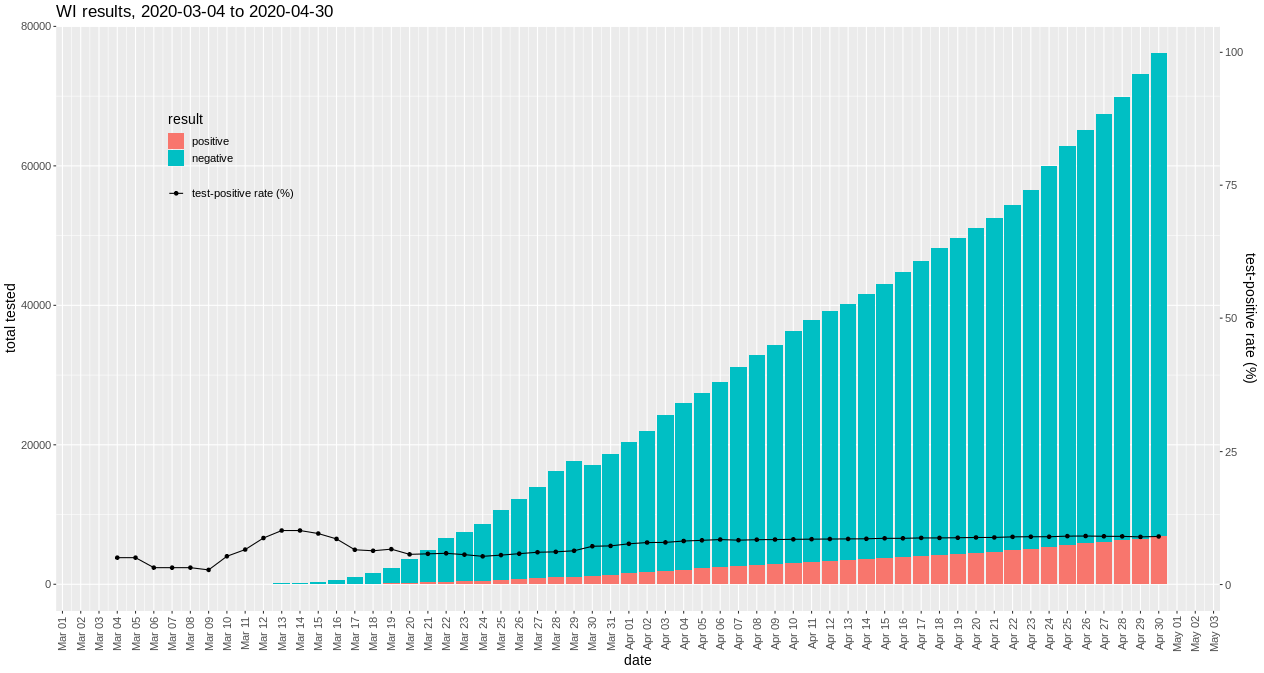 WI results, 2020-03-04 to 2020-04-30
80000
60000
40000
20000
0
total tested
result
positive
negative
test-positive rate (%)
100
75
50
25
0
test-positive rate (%)
Mar 01
Mar 02
Mar 03
Mar 04
Mar 05
Mar 06
Mar 07
Mar 08
Mar 09
Mar 10
Mar 11
Mar 12
Mar 13
Mar 14
Mar 15
Mar 16
Mar 17
Mar 18
Mar 19
Mar 20
Mar 21
Mar 22
Mar 23
Mar 24
Mar 25
Mar 26
Mar 27
Mar 28
Mar 29
Mar 30
Mar 31
Apr 01
Apr 02
Apr 03
Apr 04
Apr 05
Apr 06
Apr 07
Apr 08
Apr 09
Apr 10
Apr 11
Apr 12
Apr 13
Apr 14
Apr 15
Apr 16
Apr 17
Apr 18
Apr 19
Apr 20
Apr 21
Apr 22
Apr 23
Apr 24
Apr 25
Apr 26
Apr 27
Apr 28
Apr 29
Apr 30
May 01
May 02
May 03
date